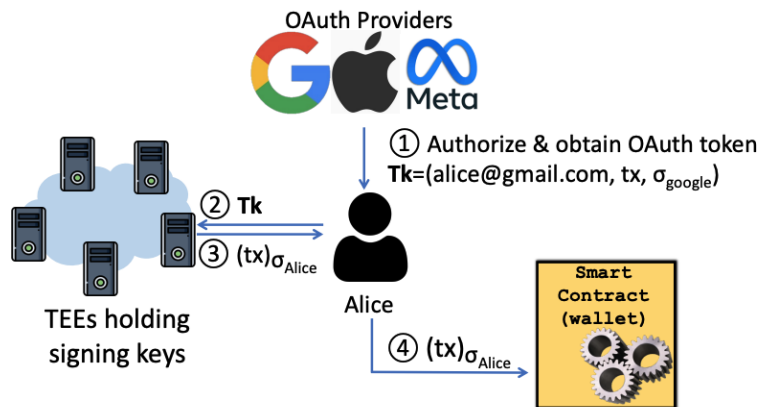 OAuth Providers
Meta
① Authorize & obtain OAuth token
Tk=(alice@gmail.com, tx, σgoogle)
② Tk
③ (tx)σAlice
Alice
TEEs holding
signing keys
Smart
Contract
(wallet)
④ (tx)σAlice